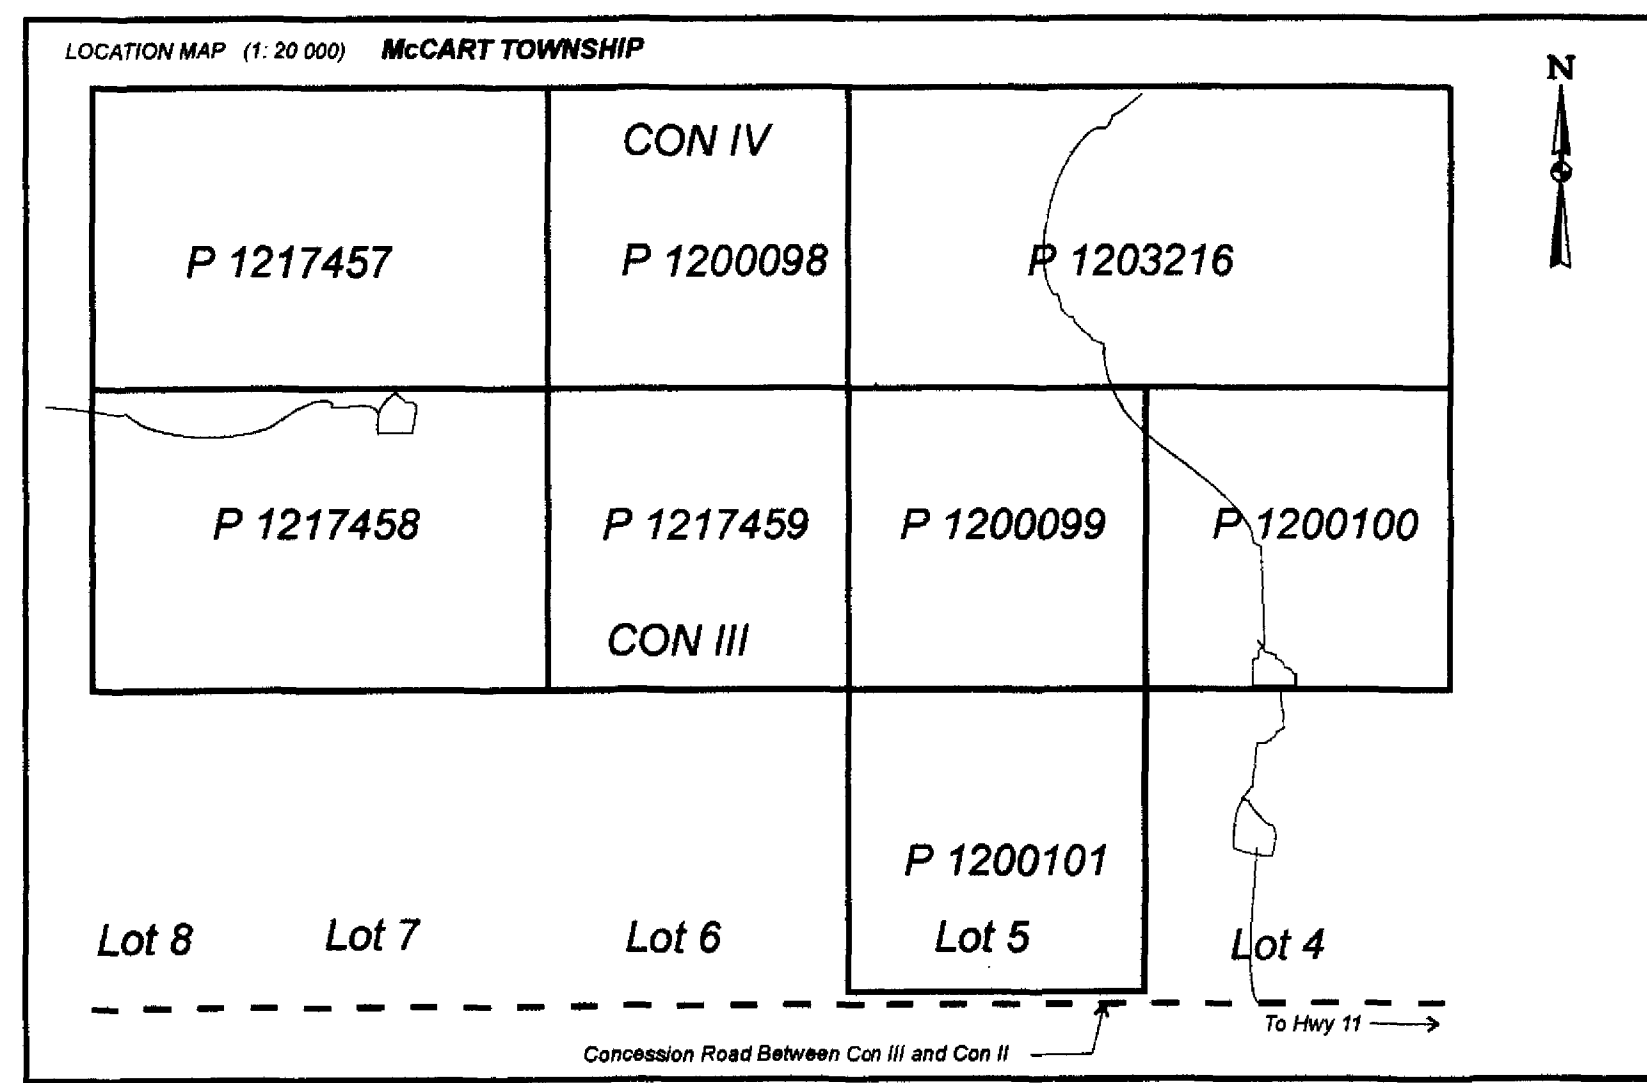 LOCATION MAP (1: 20 000) McCART TOWNSHIP
N
CON IV
P 1217457 P 1200098 P 1203216
P 1217458 P 1217459 P 1200099 P 1200100
CON III
P 1200101
Lot 8 Lot 7 Lot 6 Lot 5 Lot 4
To Hwy 11
Concession Road Between Con III and Con II